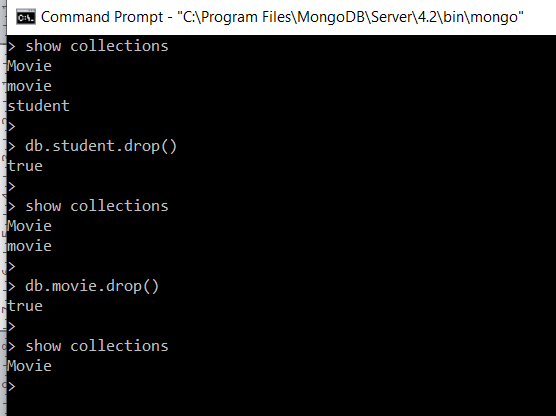 Command Prompt - "C:\Program Files\MongoDB\Server\4.2\bin\mongo"
> show collections
Movie
movie
student
>
> db.student.drop()
true
>
> show collections
Movie
movie
>
> db.movie.drop()
true
>
> show collections
Movie
>